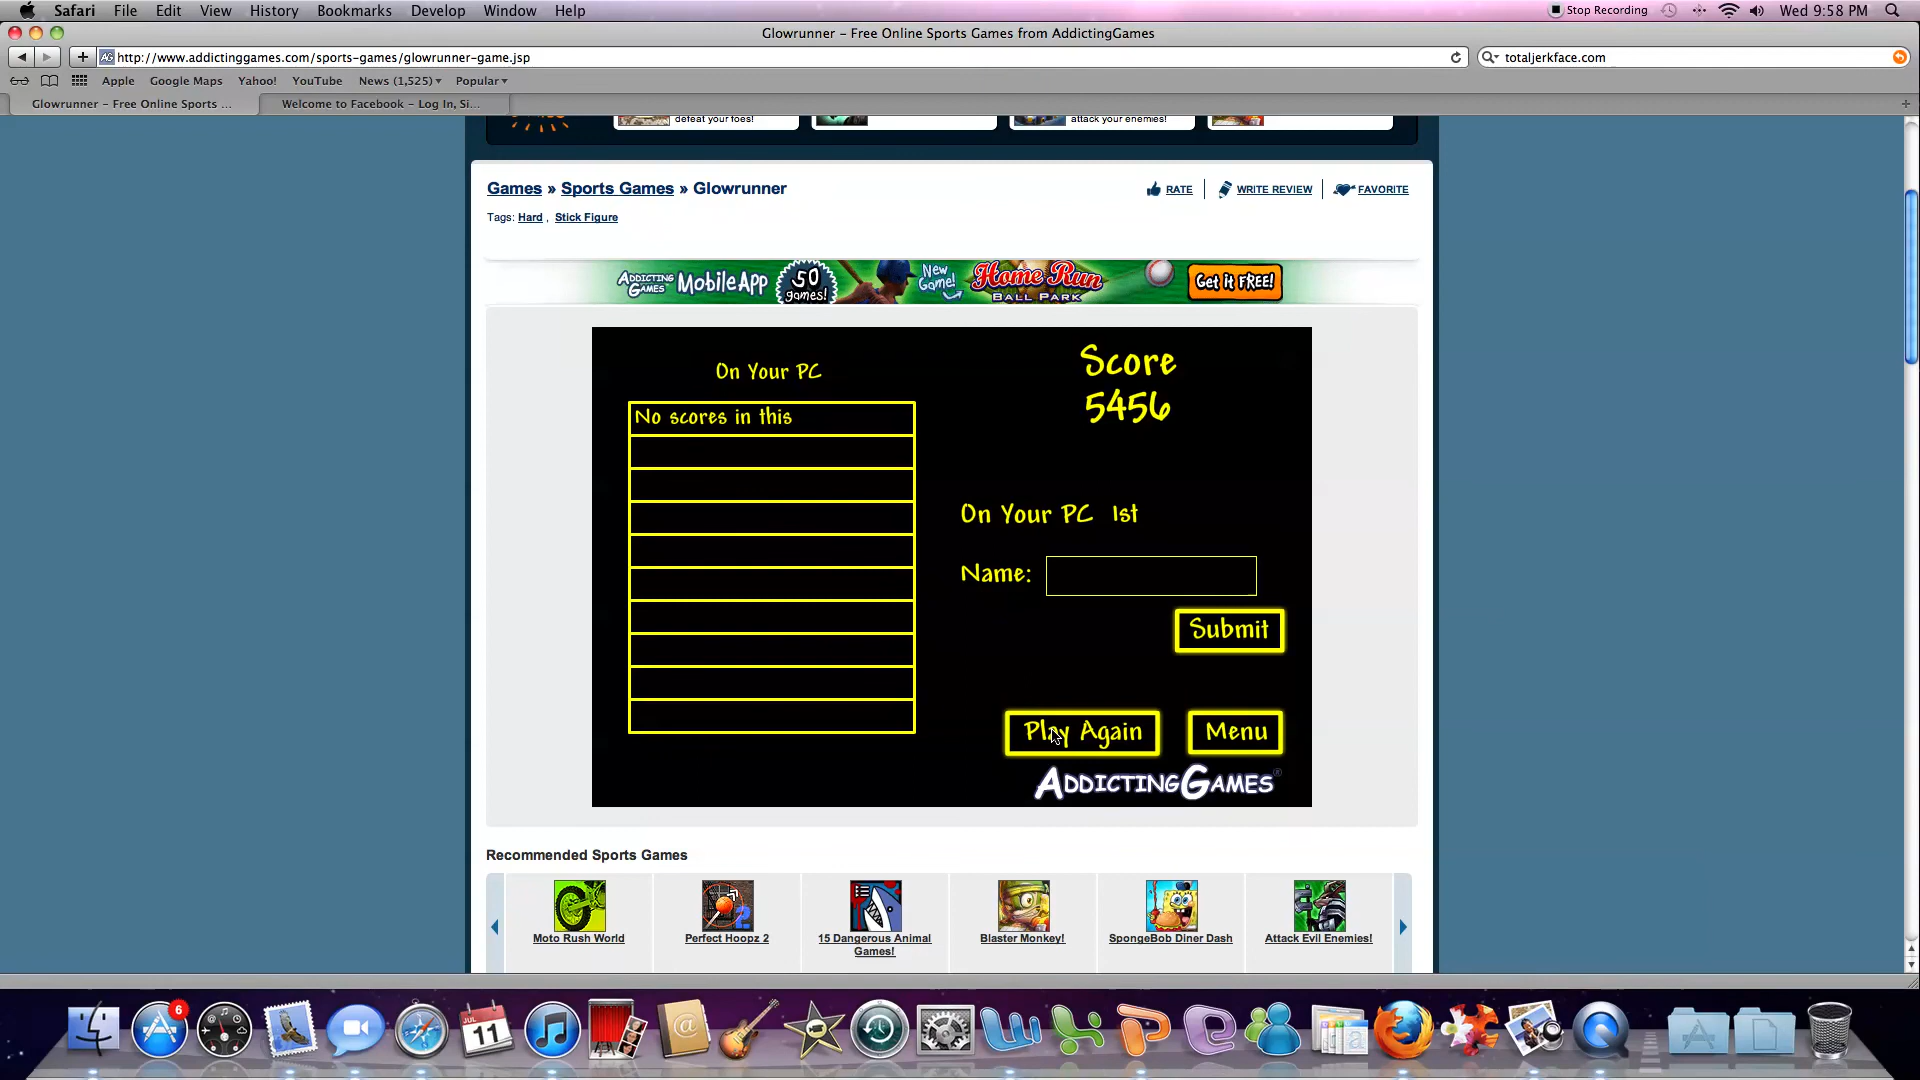 Safari File Edit View History Bookmarks Develop Window Help Stop Recording Wed 9:58 PM
Glowrunner – Free Online Sports Games from AddictingGames
AG http://www.addictinggames.com/sports-games/glowrunner-game.jsp totaljerkface.com
Apple Google Maps Yahoo! YouTube News (1,525) Popular
Glowrunner – Free Online Sports ... Welcome to Facebook – Log In, Si...
defeat your foes! attack your enemies!
Games » Sports Games » Glowrunner RATE WRITE REVIEW FAVORITE
Tags: Hard , Stick Figure
ADDICTING GAMES Mobile App 50 games! New Game! Home Run BALL PARK Get it FREE!
On Your PC
No scores in this
Score
5456
On Your PC 1st
Name:
Submit
Play Again Menu
ADDICTINGGAMES®
Recommended Sports Games
Moto Rush World
Perfect Hoopz 2
15 Dangerous Animal
Games!
Blaster Monkey!
SpongeBob Diner Dash
Attack Evil Enemies!
6
JUL
11